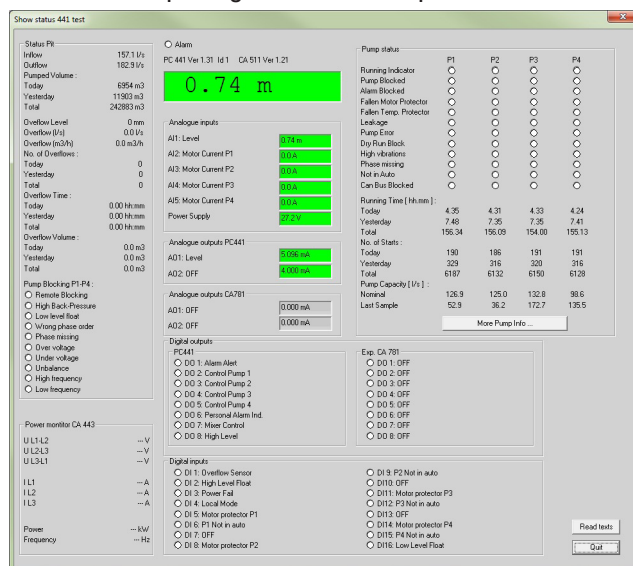 Show status 441 test
X
Status Pit
Inflow 157.1 l/s
Outflow 182.9 l/s
Pumped Volume :
Today 6954 m3
Yesterday 11903 m3
Total 242883 m3
Overflow Level 0 mm
Overflow (l/s) 0.0 l/s
Overflow (m3/h) 0.0 m3/h
No. of Overflows :
Today 0
Yesterday 0
Total 0
Overflow Time :
Today 0.00 hh:mm
Yesterday 0.00 hh:mm
Total 0.00 hh:mm
Overflow Volume :
Today 0.0 m3
Yesterday 0.0 m3
Total 0.0 m3
Pump Blocking P1-P4 :
Remote Blocking
High Back-Pressure
Low level float
Wrong phase order
Phase missing
Over voltage
Under voltage
Unbalance
High frequency
Low frequency
Power montitor CA 443
U L1-L2 --- V
U L2-L3 --- V
U L3-L1 --- V
I L1 --- A
I L2 --- A
I L3 --- A
Power --- kW
Frequency --- Hz
Alarm
PC 441 Ver 1.31 Id 1 CA 511 Ver 1.21
0.74 m
Analogue inputs
AI1: Level 0.74 m
AI2: Motor Current P1 0.0 A
AI3: Motor Current P2 0.0 A
AI4: Motor Current P3 0.0 A
AI5: Motor Current P4 0.0 A
Power Supply 27.2 V
Analogue outputs PC441
AO1: Level 5.096 mA
AO2: OFF 4.000 mA
Analogue outputs CA781
AO1: OFF 0.000 mA
AO2: OFF 0.000 mA
Pump status
P1 P2 P3 P4
Running Indicator
Pump Blocked
Alarm Blocked
Fallen Motor Protector
Fallen Temp. Protector
Leakage
Pump Error
Dry Run Block
High vibrations
Phase missing
Not in Auto
Can Bus Blocked
Running Time [ hh.mm ] :
Today 4.35 4.31 4.33 4.24
Yesterday 7.48 7.35 7.35 7.41
Total 156.34 156.09 154.00 155.13
No. of Starts :
Today 190 186 191 191
Yesterday 329 316 320 316
Total 6187 6132 6150 6128
Pump Capacity [ l/s ] :
Nominal 126.9 125.0 132.8 98.6
Last Sample 52.9 36.2 172.7 135.5
More Pump Info ...
Digital outputs
PC441
DO 1: Alarm Alert
DO 2: Control Pump 1
DO 3: Control Pump 2
DO 4: Control Pump 3
DO 5: Control Pump 4
DO 6: Personal Alarm Ind.
DO 7: Mixer Control
DO 8: High Level
Exp. CA 781
DO 1: OFF
DO 2: OFF
DO 3: OFF
DO 4: OFF
DO 5: OFF
DO 6: OFF
DO 7: OFF
DO 8: OFF
Digital inputs
DI 1: Overflow Sensor
DI 2: High Level Float
DI 3: Power Fail
DI 4: Local Mode
DI 5: Motor protector P1
DI 6: P1 Not in auto
DI 7: OFF
DI 8: Motor protector P2
DI 9: P2 Not in auto
DI10: OFF
DI11: Motor protector P3
DI12: P3 Not in auto
DI13: OFF
DI14: Motor protector P4
DI15: P4 Not in auto
DI16: Low Level Float
Read texts
Quit